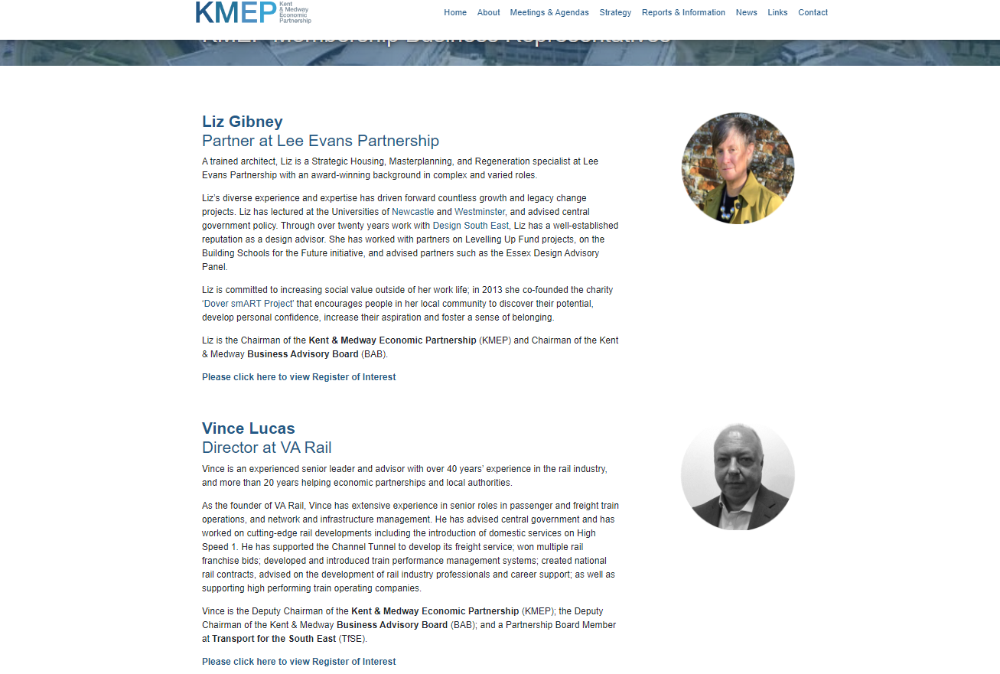 KMEP Kent
& Medway
Economic
Partnership
Home About Meetings & Agendas Strategy Reports & Information News Links Contact
KMEP Membership Business Representatives
Liz Gibney
Partner at Lee Evans Partnership
A trained architect, Liz is a Strategic Housing, Masterplanning, and Regeneration specialist at Lee
Evans Partnership with an award-winning background in complex and varied roles.
Liz’s diverse experience and expertise has driven forward countless growth and legacy change
projects. Liz has lectured at the Universities of Newcastle and Westminster, and advised central
government policy. Through over twenty years work with Design South East, Liz has a well-established
reputation as a design advisor. She has worked with partners on Levelling Up Fund projects, on the
Building Schools for the Future initiative, and advised partners such as the Essex Design Advisory
Panel.
Liz is committed to increasing social value outside of her work life; in 2013 she co-founded the charity
‘Dover smART Project’ that encourages people in her local community to discover their potential,
develop personal confidence, increase their aspiration and foster a sense of belonging.
Liz is the Chairman of the Kent & Medway Economic Partnership (KMEP) and Chairman of the Kent
& Medway Business Advisory Board (BAB).
Please click here to view Register of Interest
Vince Lucas
Director at VA Rail
Vince is an experienced senior leader and advisor with over 40 years’ experience in the rail industry,
and more than 20 years helping economic partnerships and local authorities.
As the founder of VA Rail, Vince has extensive experience in senior roles in passenger and freight train
operations, and network and infrastructure management. He has advised central government and has
worked on cutting-edge rail developments including the introduction of domestic services on High
Speed 1. He has supported the Channel Tunnel to develop its freight service; won multiple rail
franchise bids; developed and introduced train performance management systems; created national
rail contracts, advised on the development of rail industry professionals and career support; as well as
supporting high performing train operating companies.
Vince is the Deputy Chairman of the Kent & Medway Economic Partnership (KMEP); the Deputy
Chairman of the Kent & Medway Business Advisory Board (BAB); and a Partnership Board Member
at Transport for the South East (TfSE).
Please click here to view Register of Interest